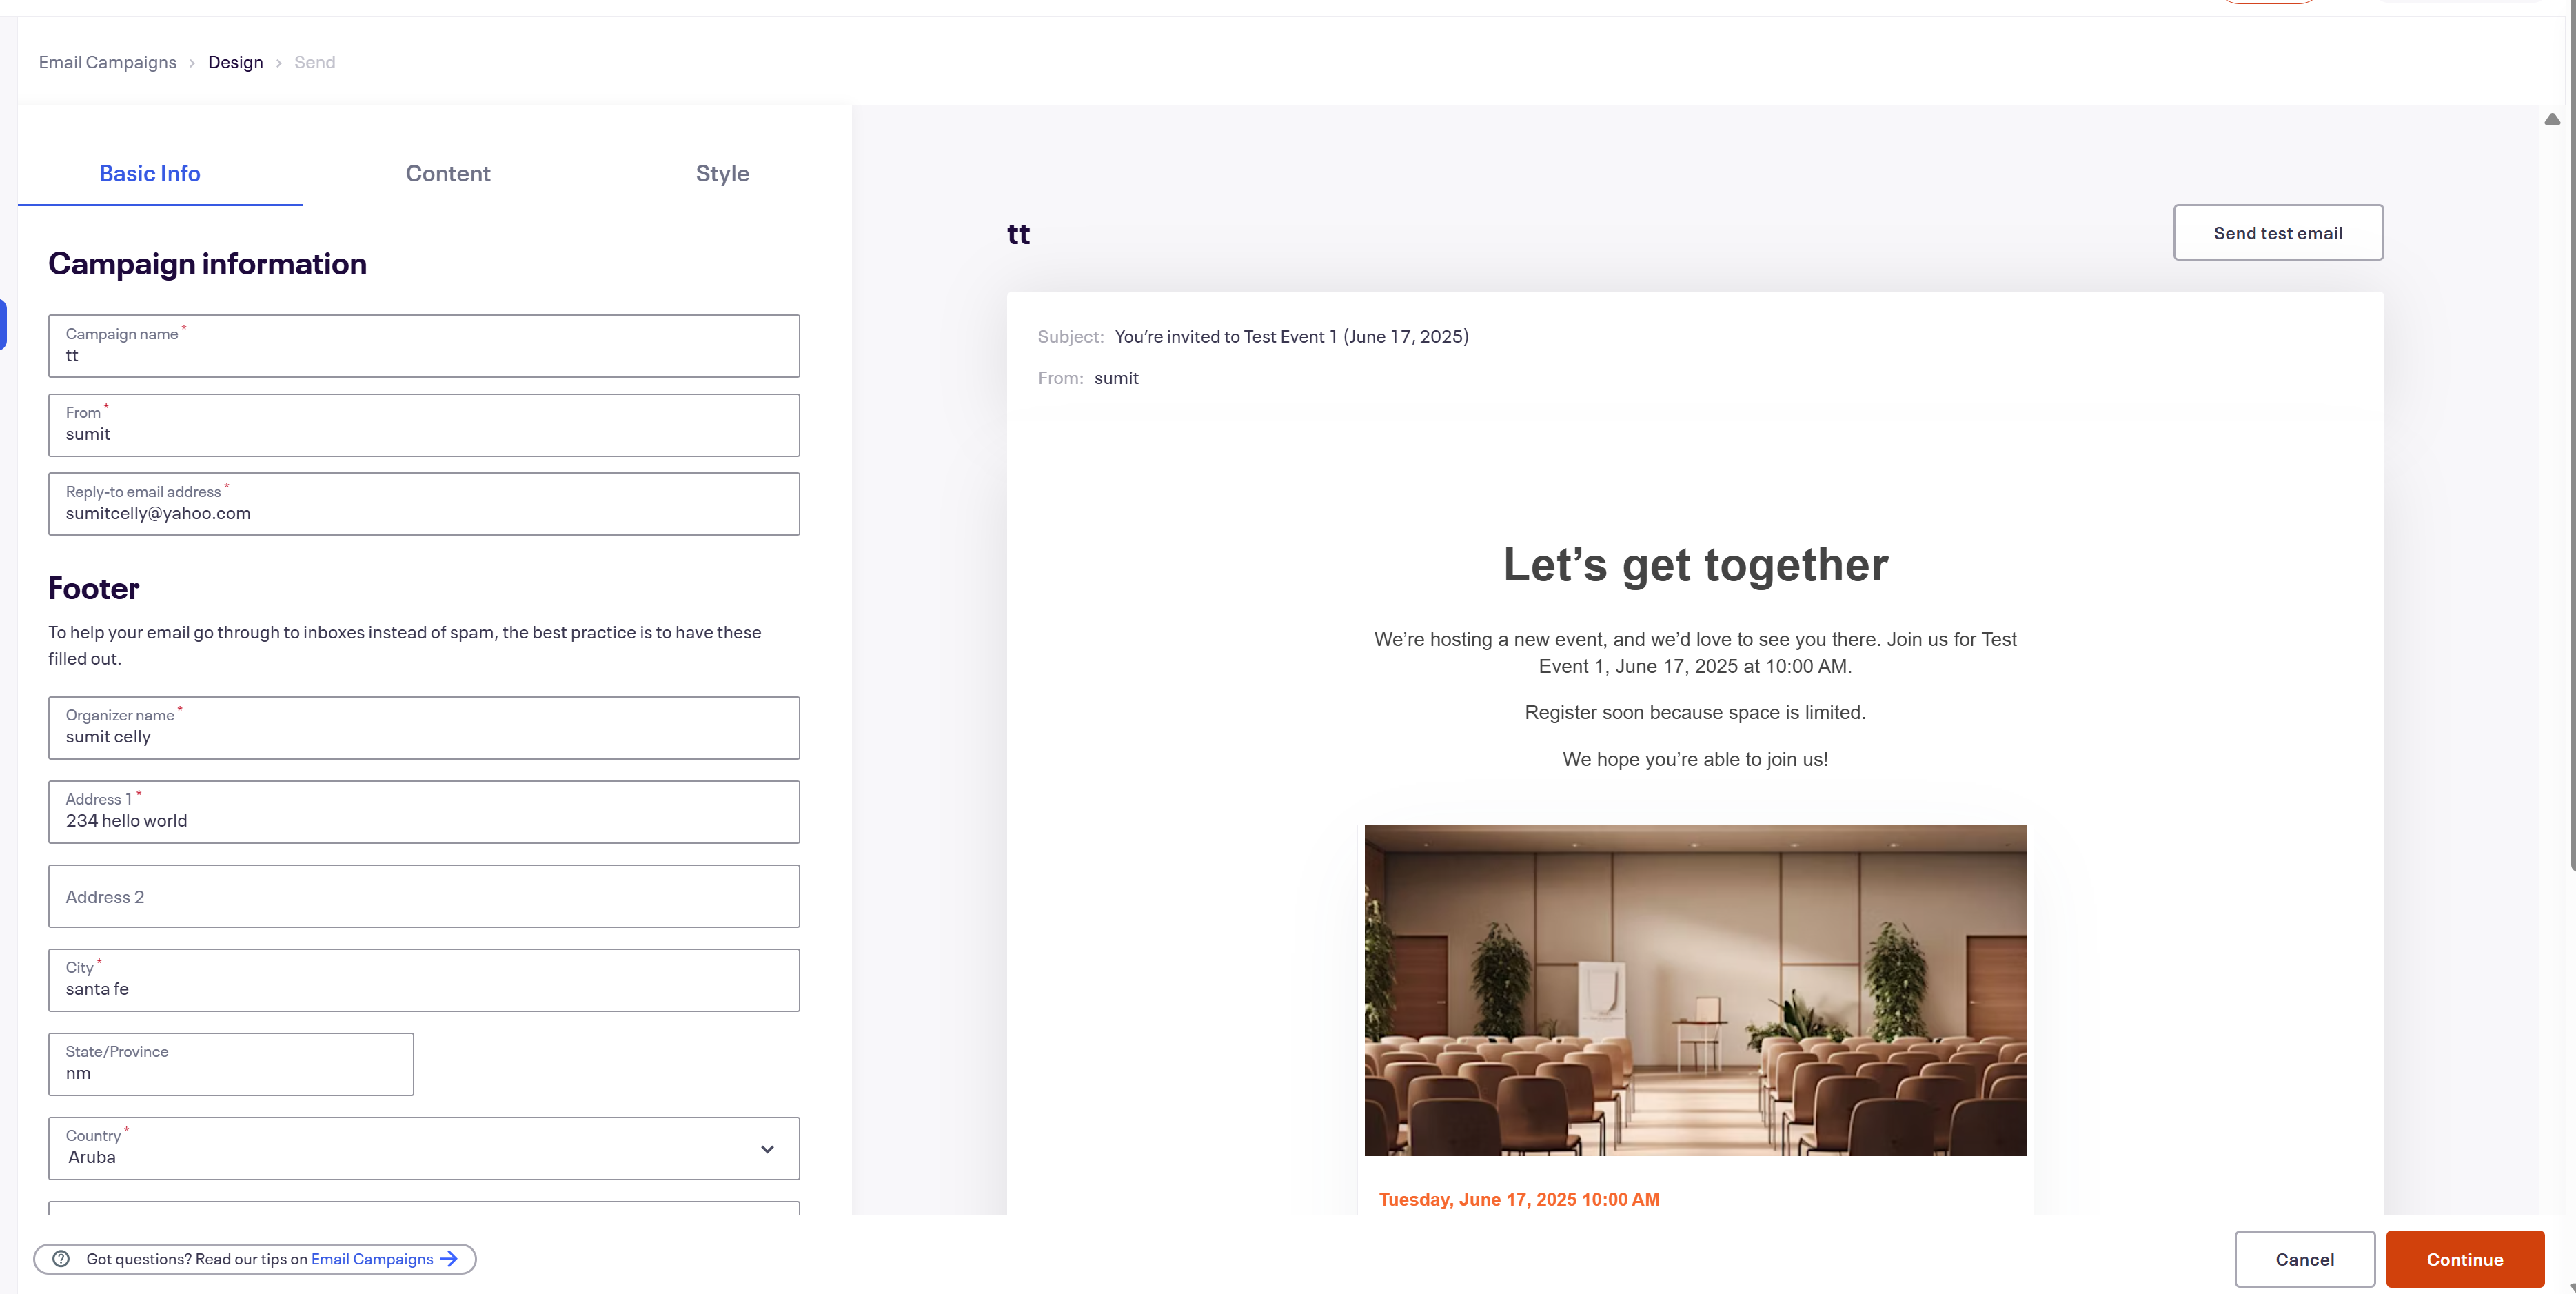 Email Campaigns > Design > Send
Basic Info
Content
Style
Campaign information
Campaign name *
tt
From *
sumit
Reply-to email address *
sumitcelly@yahoo.com
Footer
To help your email go through to inboxes instead of spam, the best practice is to have these
filled out.
Organizer name *
sumit celly
Address 1 *
234 hello world
Address 2
City *
santa fe
State/Province
nm
Country *
Aruba
Got questions? Read our tips on Email Campaigns →
tt
Send test email
Subject: You’re invited to Test Event 1 (June 17, 2025)
From: sumit
Let’s get together
We’re hosting a new event, and we’d love to see you there. Join us for Test
Event 1, June 17, 2025 at 10:00 AM.
Register soon because space is limited.
We hope you’re able to join us!
Tuesday, June 17, 2025 10:00 AM
Cancel
Continue